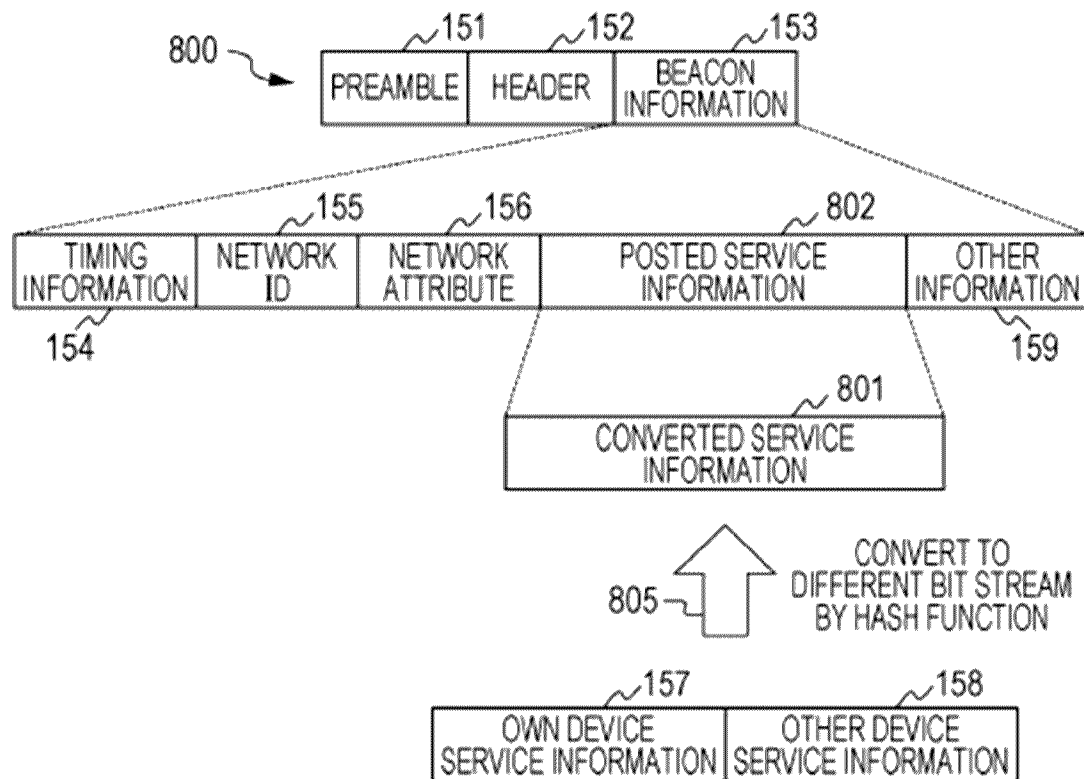 151 152 153
800
PREAMBLE HEADER BEACON
INFORMATION
155 156 802
TIMING
INFORMATION
NETWORK
ID
NETWORK
ATTRIBUTE
POSTED SERVICE
INFORMATION
OTHER
INFORMATION
154 159
801
CONVERTED SERVICE
INFORMATION
805
CONVERT TO
DIFFERENT BIT STREAM
BY HASH FUNCTION
157 158
OWN DEVICE
SERVICE INFORMATION
OTHER DEVICE
SERVICE INFORMATION